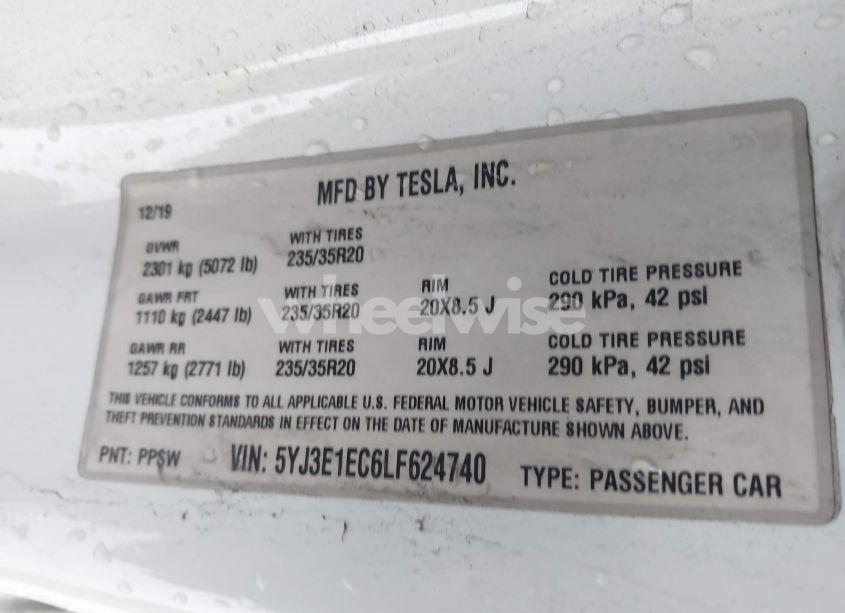 MFD BY TESLA, INC.
12/19
GVWR WITH TIRES
2301 kg (5072 lb) 235/35R20
GAWR FRT WITH TIRES RIM COLD TIRE PRESSURE
1110 kg (2447 lb) 235/35R20 20X8.5 J 290 kPa, 42 psi
GAWR RR WITH TIRES RIM COLD TIRE PRESSURE
1257 kg (2771 lb) 235/35R20 20X8.5 J 290 kPa, 42 psi
THIS VEHICLE CONFORMS TO ALL APPLICABLE U.S. FEDERAL MOTOR VEHICLE SAFETY, BUMPER, AND
THEFT PREVENTION STANDARDS IN EFFECT ON THE DATE OF MANUFACTURE SHOWN ABOVE.
PNT: PPSW VIN: 5YJ3E1EC6LF624740 TYPE: PASSENGER CAR
wheelwise